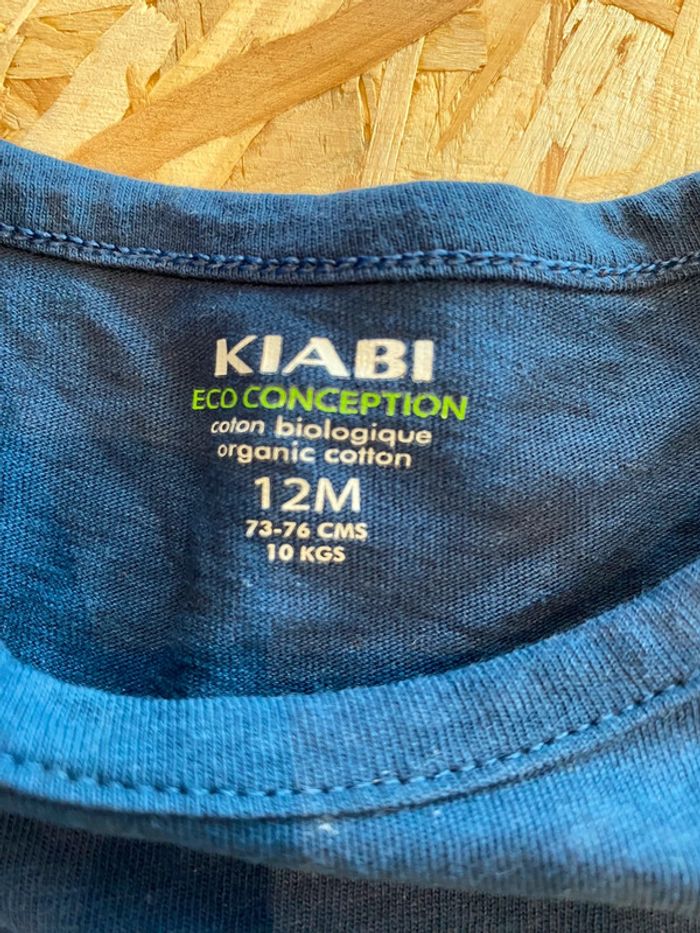 KIABI
ECO CONCEPTION
coton biologique
organic cotton
12M
73-76 CMS
10 KGS